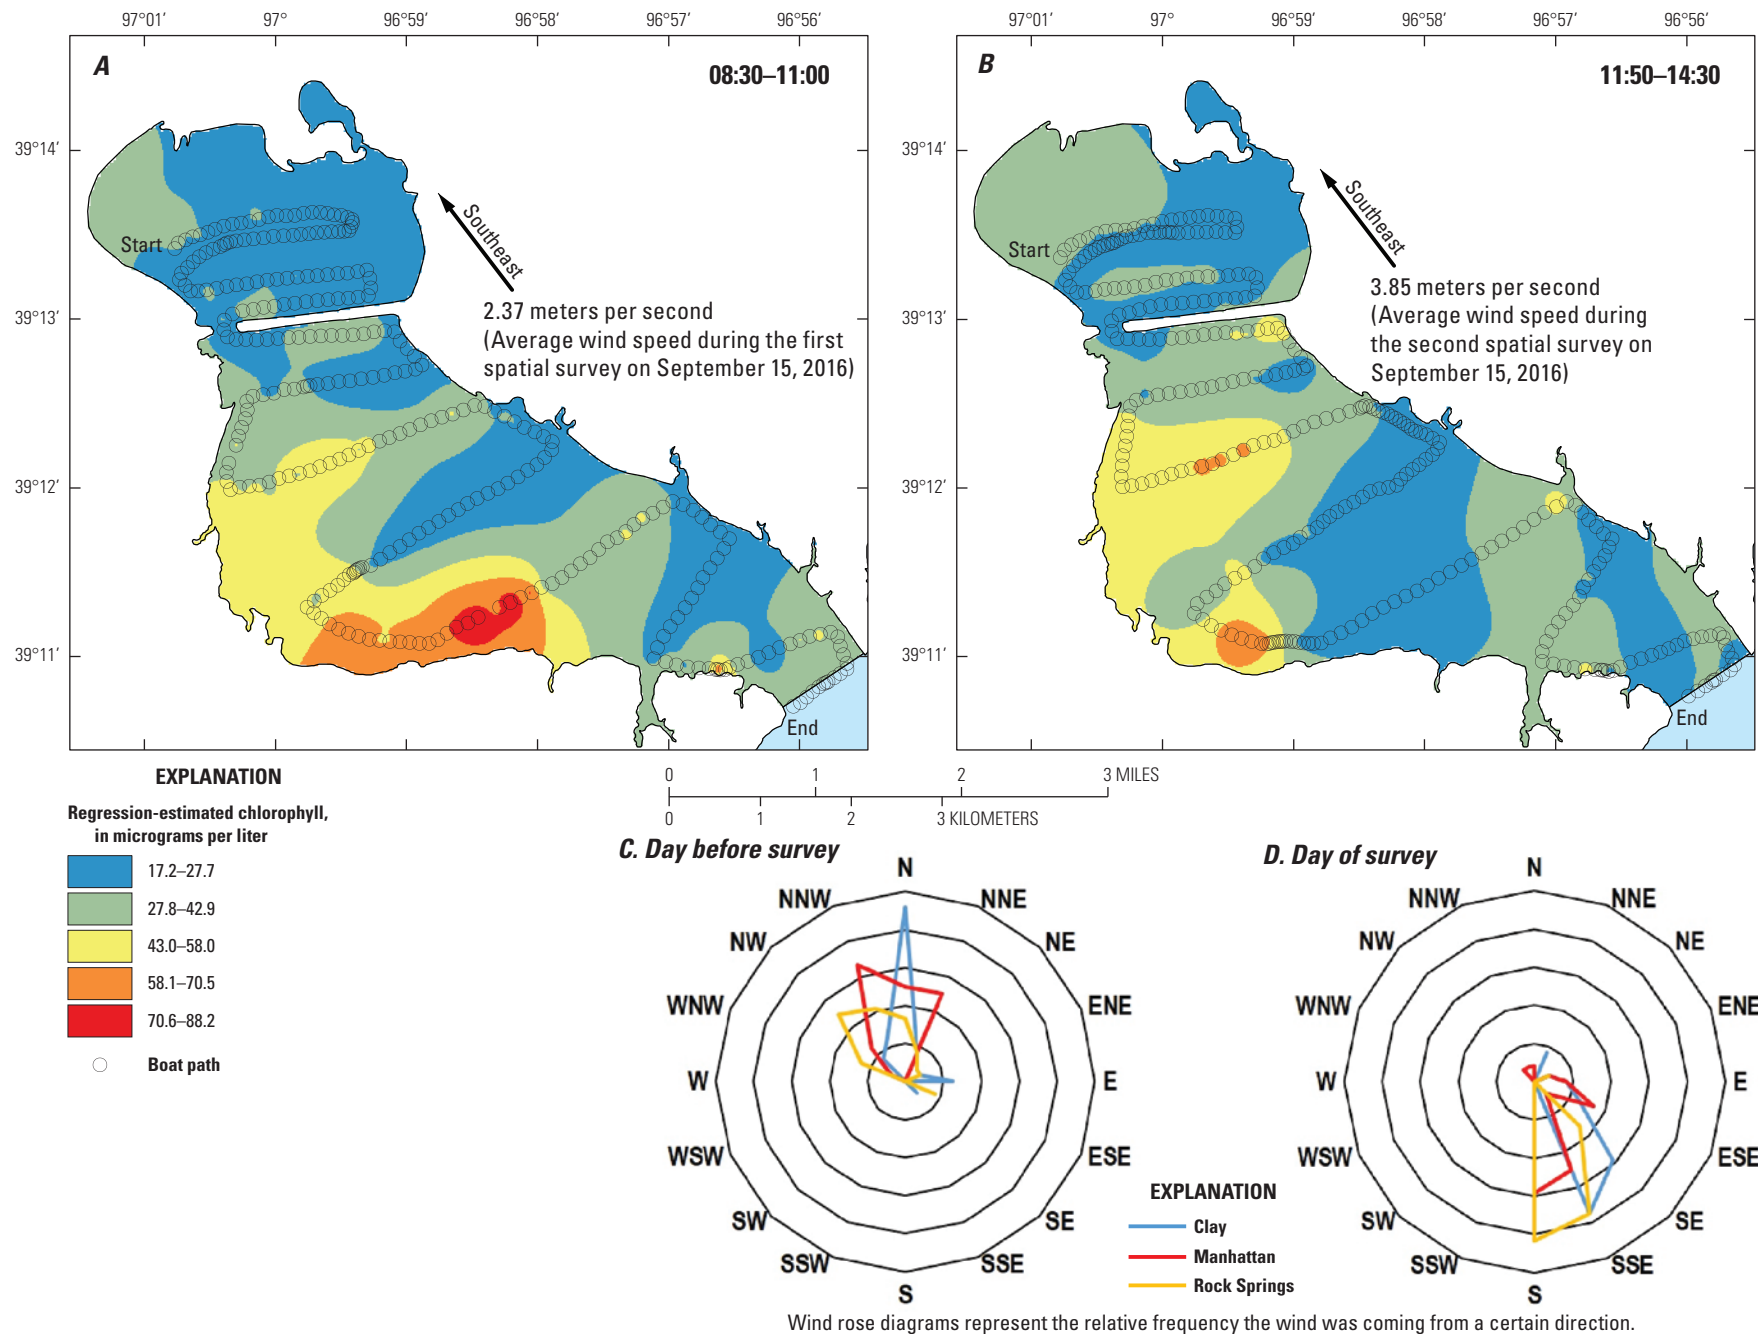 97°01′ 97° 96°59′ 96°58′ 96°57′ 96°56′
A
08:30–11:00
39°14′
39°13′
39°12′
39°11′
Start
Southeast
2.37 meters per second
(Average wind speed during the first
spatial survey on September 15, 2016)
End
97°01′ 97° 96°59′ 96°58′ 96°57′ 96°56′
B
11:50–14:30
39°14′
39°13′
39°12′
39°11′
Start
Southeast
3.85 meters per second
(Average wind speed during
the second spatial survey on
September 15, 2016)
End
EXPLANATION
Regression-estimated chlorophyll,
in micrograms per liter
17.2–27.7
27.8–42.9
43.0–58.0
58.1–70.5
70.6–88.2
Boat path
0 1 2 3 MILES
0 1 2 3 KILOMETERS
C. Day before survey
N
NNE
NE
ENE
E
ESE
SE
SSE
S
SSW
SW
WSW
W
WNW
NW
NNW
D. Day of survey
N
NNE
NE
ENE
E
ESE
SE
SSE
S
SSW
SW
WSW
W
WNW
NW
NNW
EXPLANATION
Clay
Manhattan
Rock Springs
Wind rose diagrams represent the relative frequency the wind was coming from a certain direction.